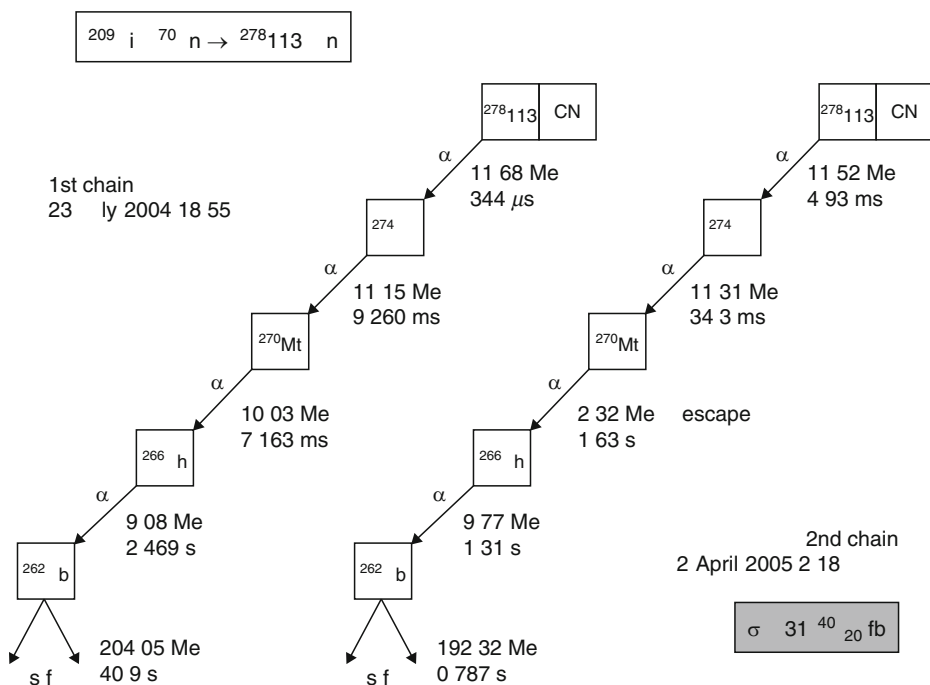 209 i 70 n → 278113 n
278113 CN
α
11 68 Me
344 μs
1st chain
23 ly 2004 18 55
274
α
11 15 Me
9 260 ms
270Mt
α
10 03 Me
7 163 ms
266 h
α
9 08 Me
2 469 s
262 b
204 05 Me
40 9 s
s f
278113 CN
α
11 52 Me
4 93 ms
274
α
11 31 Me
34 3 ms
270Mt
α
2 32 Me escape
1 63 s
266 h
α
9 77 Me
1 31 s
262 b
192 32 Me
0 787 s
s f
2nd chain
2 April 2005 2 18
σ 31 40 20 fb